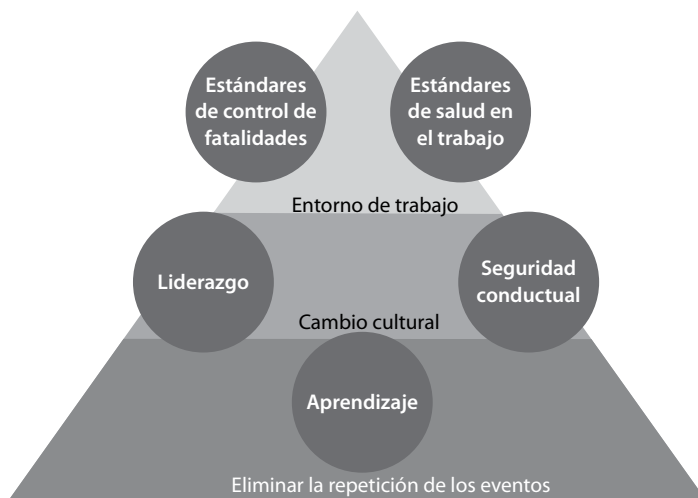 Estándares
de control de
fatalidades
Estándares
de salud en
el trabajo
Entorno de trabajo
Liderazgo
Seguridad
conductual
Cambio cultural
Aprendizaje
Eliminar la repetición de los eventos